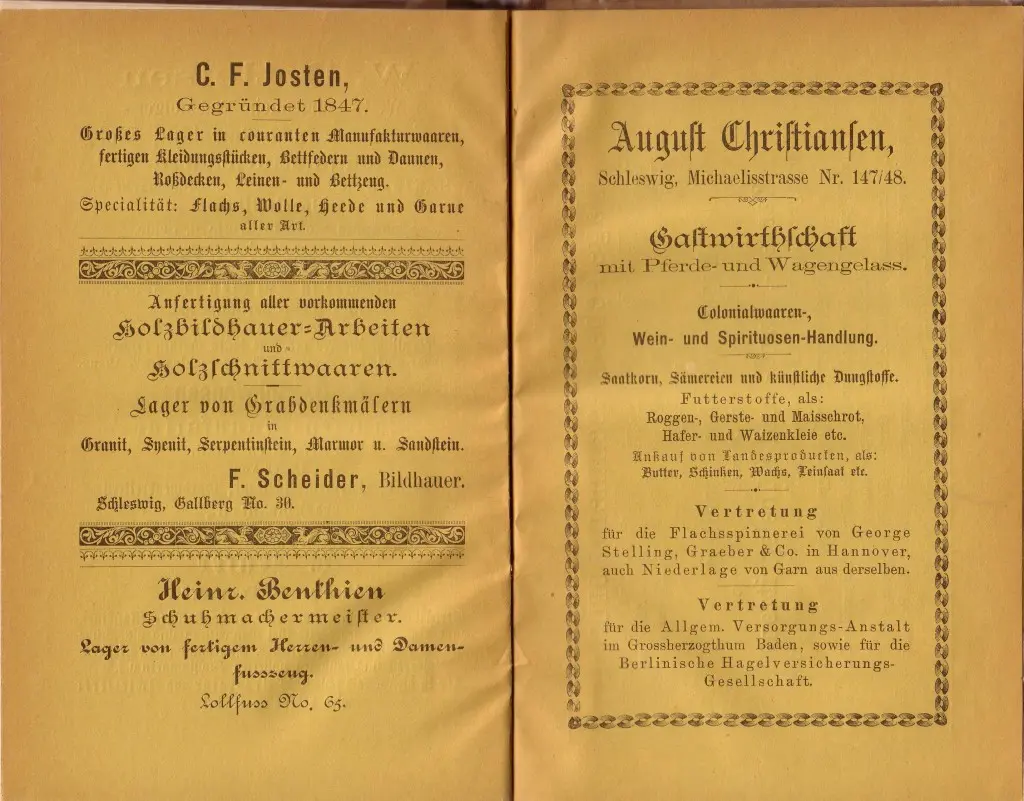 C. F. Josten,
Gegründet 1847.
Großes Lager in couranten Manufakturwaaren,
fertigen Kleidungsstücken, Bettfedern und Daunen,
Roßdecken, Leinen- und Bettzeug.
Specialität: Flachs, Wolle, Heede und Garne
aller Art.
Anfertigung aller vorkommenden
Holzbildhauer-Arbeiten
und
Holzschnittwaaren.
Lager von Grabdenkmälern
in
Granit, Syenit, Serpentinstein, Marmor u. Sandstein.
F. Scheider, Bildhauer.
Schleswig, Gallberg No. 30.
Heinr. Benthien
Schuhmachermeister.
Lager von fertigem Herren- und Damen-
fusszeug.
Lollfuss No. 65.
August Christiansen,
Schleswig, Michaelisstrasse Nr. 147/48.
Gastwirthschaft
mit Pferde- und Wagengelass.
Colonialwaaren-,
Wein- und Spirituosen-Handlung.
Saatkorn, Sämereien und künstliche Dungstoffe.
Futterstoffe, als:
Roggen-, Gerste- und Maisschrot,
Hafer- und Waizenkleie etc.
Ankauf von Landesproducten, als:
Butter, Schinken, Wachs, Leinsaat etc.
Vertretung
für die Flachsspinnerei von George
Stelling, Graeber & Co. in Hannover,
auch Niederlage von Garn aus derselben.
Vertretung
für die Allgem. Versorgungs-Anstalt
im Grossherzogthum Baden, sowie für die
Berlinische Hagelversicherungs-
Gesellschaft.